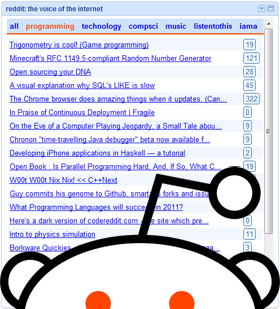 reddit: the voice of the internet
all programming technology compsci music listentothis iama
Trigonometry is cool! (Game programming) 19
Minecraft's RFC 1149.5-compliant Random Number Generator 121
Open sourcing your DNA 28
A visual explanation why SQL's LIKE is slow 45
The Chrome browser does amazing things when it updates. (Can... 322
In Praise of Continuous Deployment | Fragile 0
On the Eve of a Computer Playing Jeopardy, a Small Tale abou... 9
Chronon "time-travelling Java debugger" beta now available f... 9
Developing iPhone applications in Haskell — a tutorial 2
Open Book : Is Parallel Programming Hard, And, If So, What C... 19
W00t W00t Nix Nix! << C++Next
Guy commits his genome to Github, smart forks and issu
What Programming Languages will succeed in 2011?
Here's a dark version of codereddit.com site which pre... 0
Intro to physics simulation 11
Borkware Quickies 3